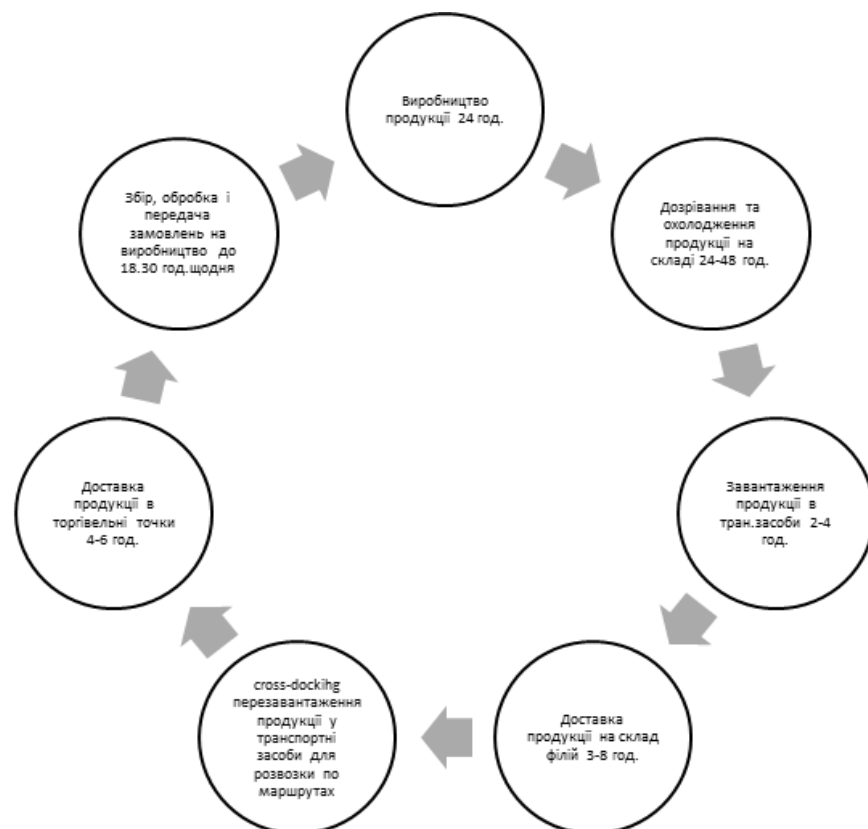 Виробництво
продукції 24 год.
Дозрівання та
охолодження
продукції на
складі 24-48 год.
Завантаження
продукції в
тран.засоби 2-4
год.
Доставка
продукції на склад
філій 3-8 год.
cross-dockihg
перезавантаження
продукції у
транспортні
засоби для
розвозки по
маршрутах
Доставка
продукції в
торгівельні точки
4-6 год.
Збір, обробка і
передача
замовлень на
виробництво до
18.30 год.щодня